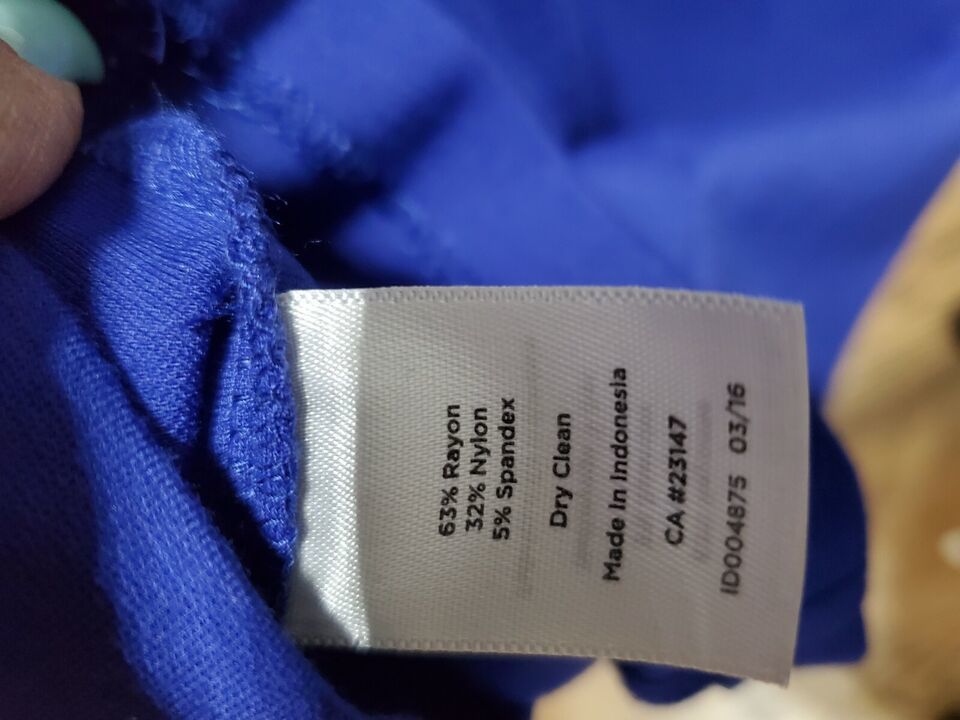 63% Rayon
32% Nylon
5% Spandex
Dry Clean
Made In Indonesia
CA #23147
ID004875 03/16